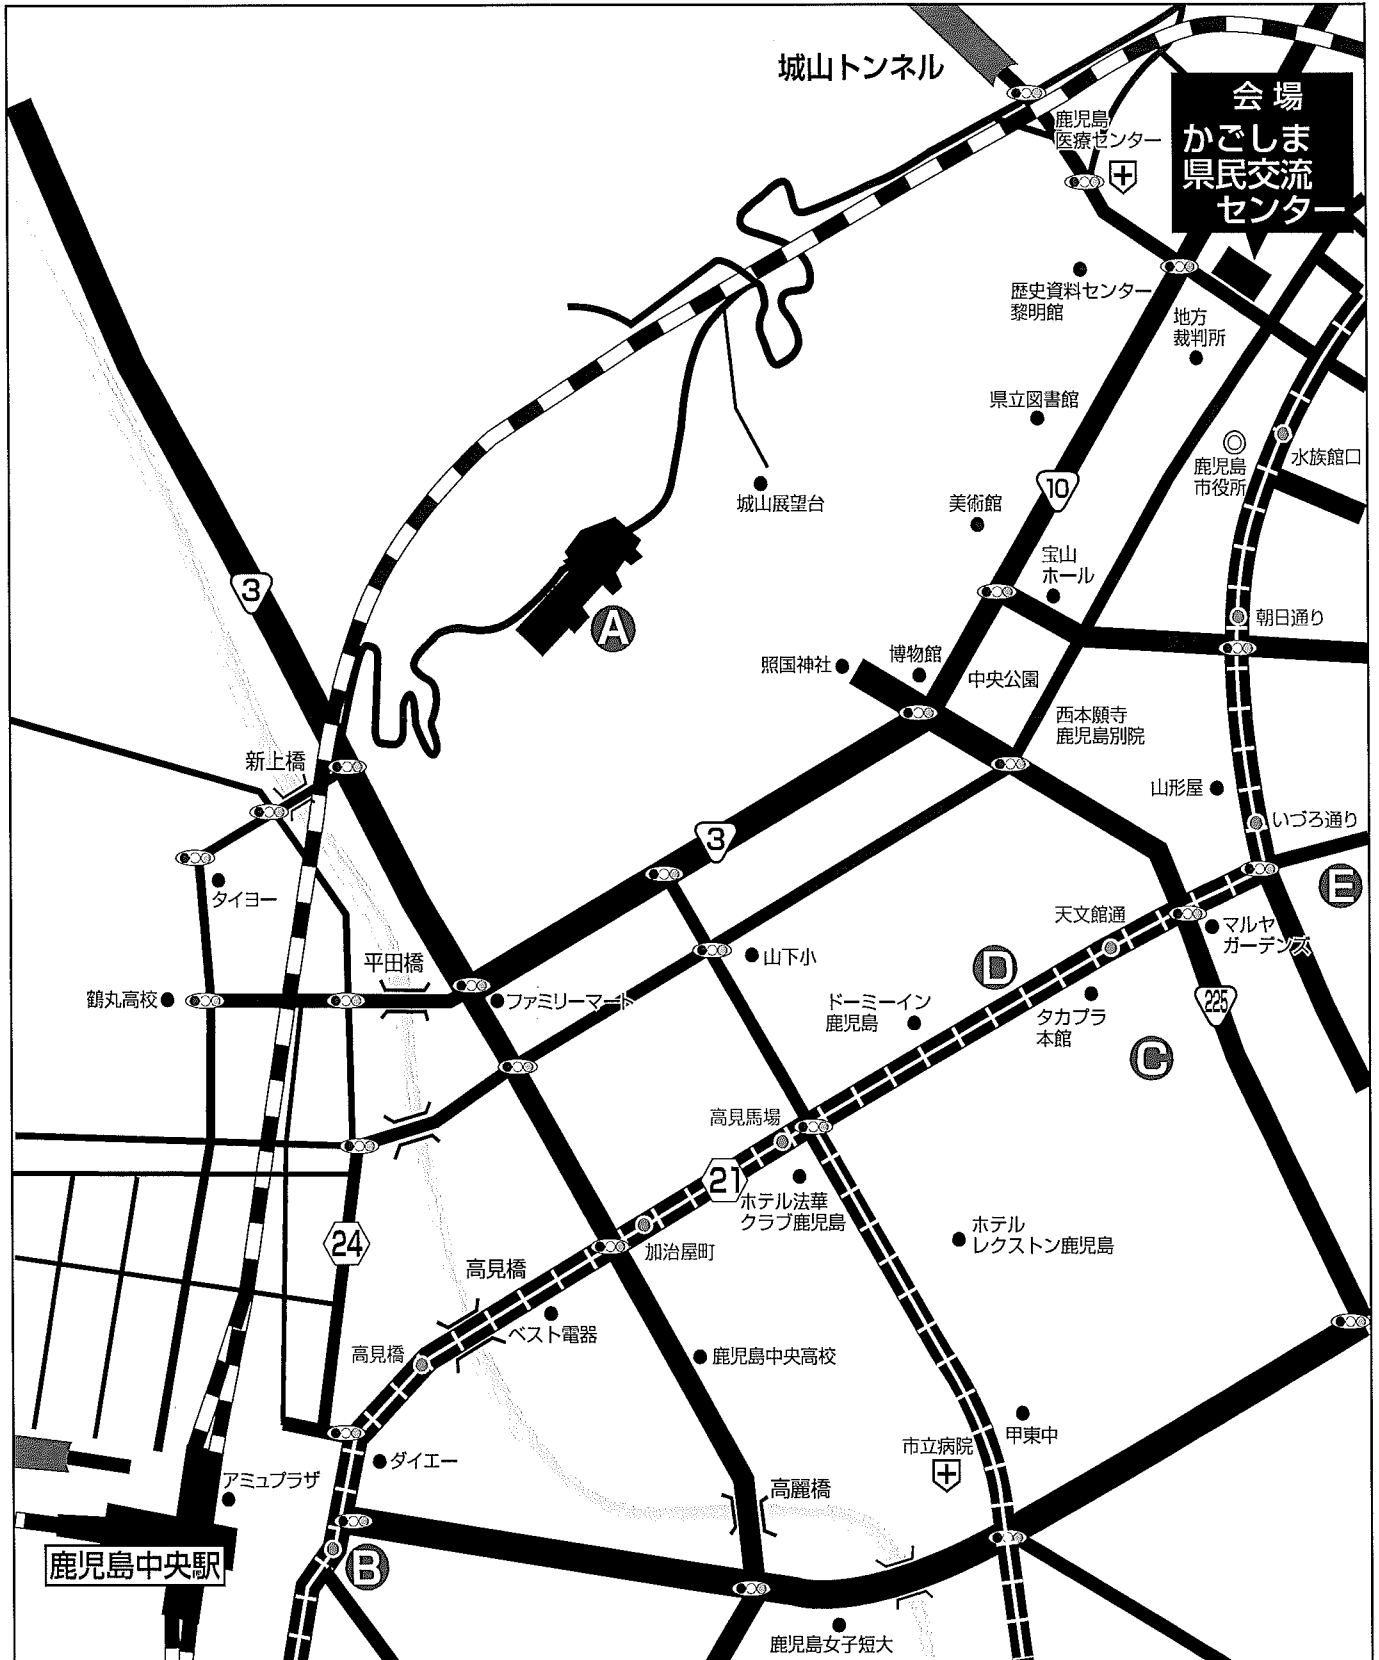 城山トンネル
会場
かごしま
県民交流
センター
鹿児島
医療センター
歴史資料センター
黎明館
地方
裁判所
県立図書館
鹿児島
市役所
水族館口
10
城山展望台
美術館
宝山
ホール
3
A
朝日通り
照国神社
博物館
中央公園
西本願寺
鹿児島別院
新上橋
山形屋
いづろ通り
3
タイヨー
E
天文館通
マルヤ
ガーデンズ
平田橋
山下小
D
鶴丸高校
ファミリーマート
ドーミーイン
鹿児島
タカプラ
本館
225
C
高見馬場
21
ホテル法華
クラブ鹿児島
24
加治屋町
ホテル
レクストン鹿児島
高見橋
ベスト電器
高見橋
鹿児島中央高校
甲東中
市立病院
ダイエー
アミュプラザ
高麗橋
鹿児島中央駅
B
鹿児島女子短大